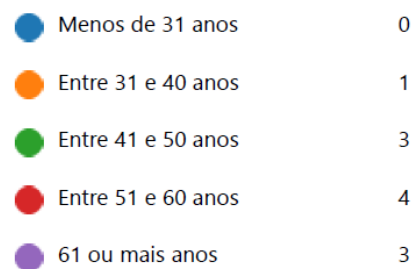 Menos de 31 anos 0
Entre 31 e 40 anos 1
Entre 41 e 50 anos 3
Entre 51 e 60 anos 4
61 ou mais anos 3